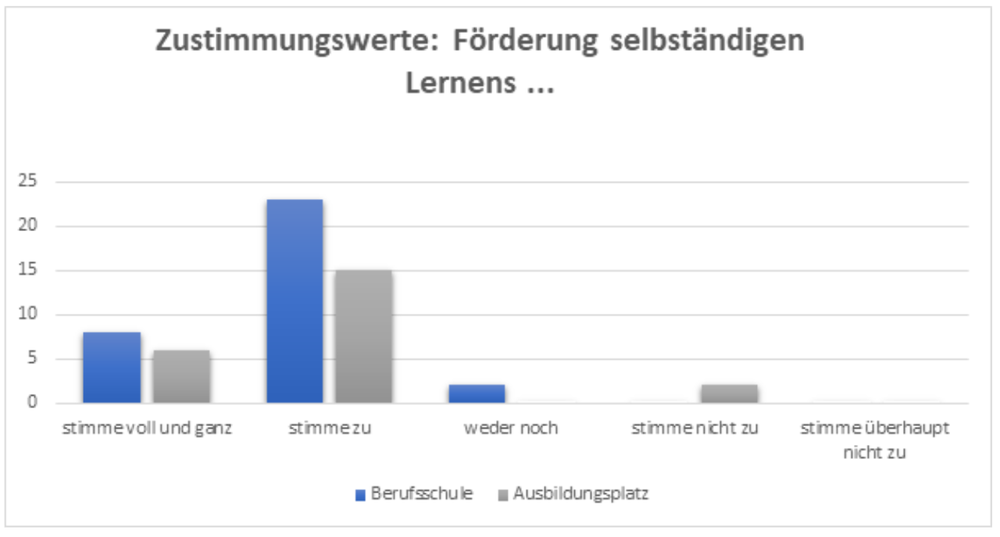 Zustimmungswerte: Förderung selbständigen
Lernens ...
25
20
15
10
5
0
stimme voll und ganz
stimme zu
weder noch
stimme nicht zu
stimme überhaupt
nicht zu
Berufsschule
Ausbildungsplatz